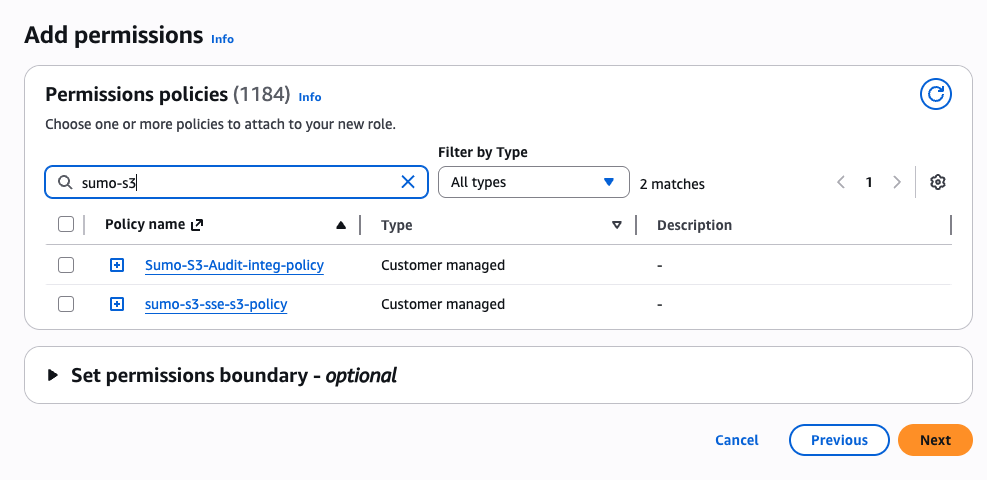 Add permissions Info
Permissions policies (1184) Info
Choose one or more policies to attach to your new role.
Filter by Type
sumo-s3
All types
2 matches
1
Policy name
Type
Description
Sumo-S3-Audit-integ-policy
Customer managed
-
sumo-s3-sse-s3-policy
Customer managed
-
Set permissions boundary - optional
Cancel
Previous
Next